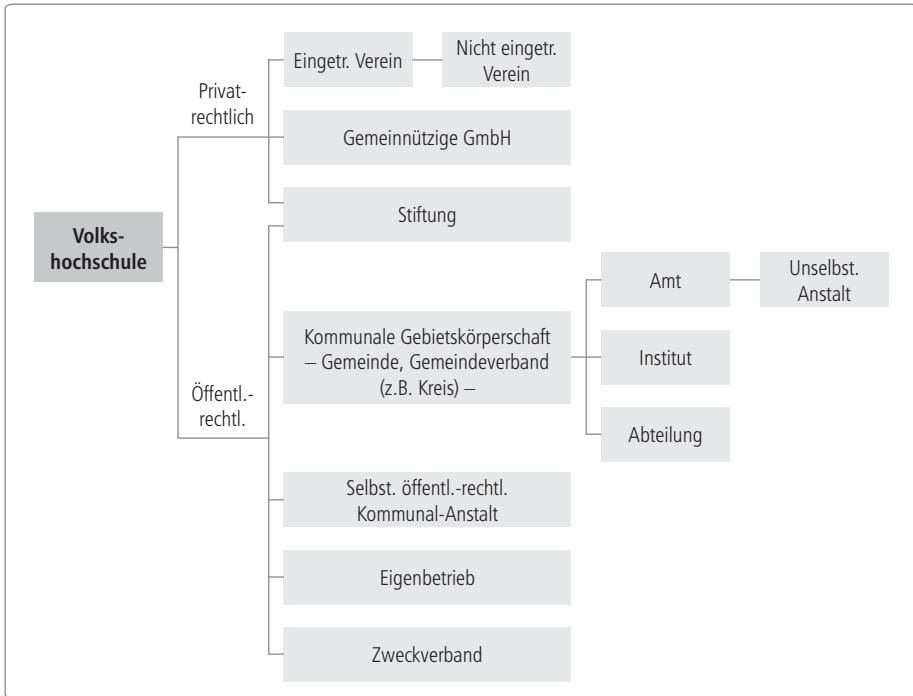 Eingetr. Verein
Nicht eingetr.
Verein
Privat-
rechtlich
Gemeinnützige GmbH
Stiftung
Volks-
hochschule
Amt
Unselbst.
Anstalt
Kommunale Gebietskörperschaft
– Gemeinde, Gemeindeverband
(z.B. Kreis) –
Institut
Öffentl.-
rechtl.
Abteilung
Selbst. öffentl.-rechtl.
Kommunal-Anstalt
Eigenbetrieb
Zweckverband